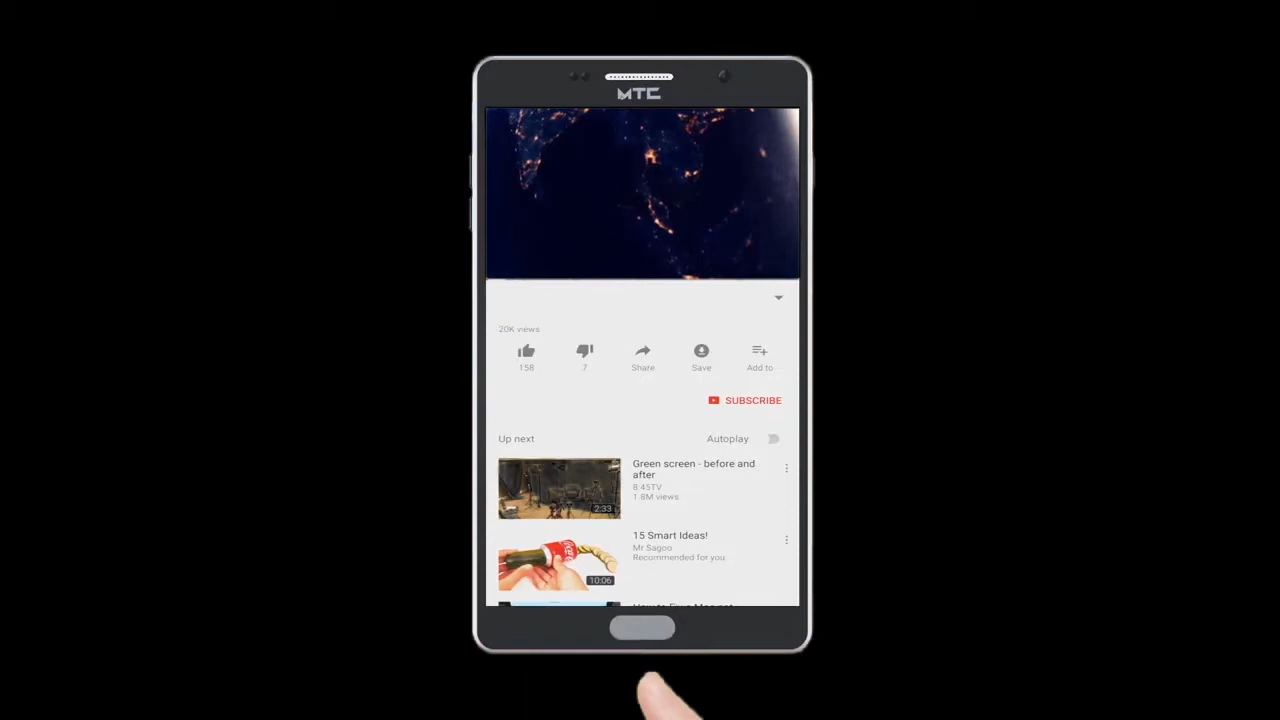 MTC
20K views
158 7 Share Save Add to
SUBSCRIBE
Up next Autoplay
Green screen - before and
after
8:45TV
1.8M views
2:33
15 Smart Ideas!
Mr Sagoo
Recommended for you
10:06